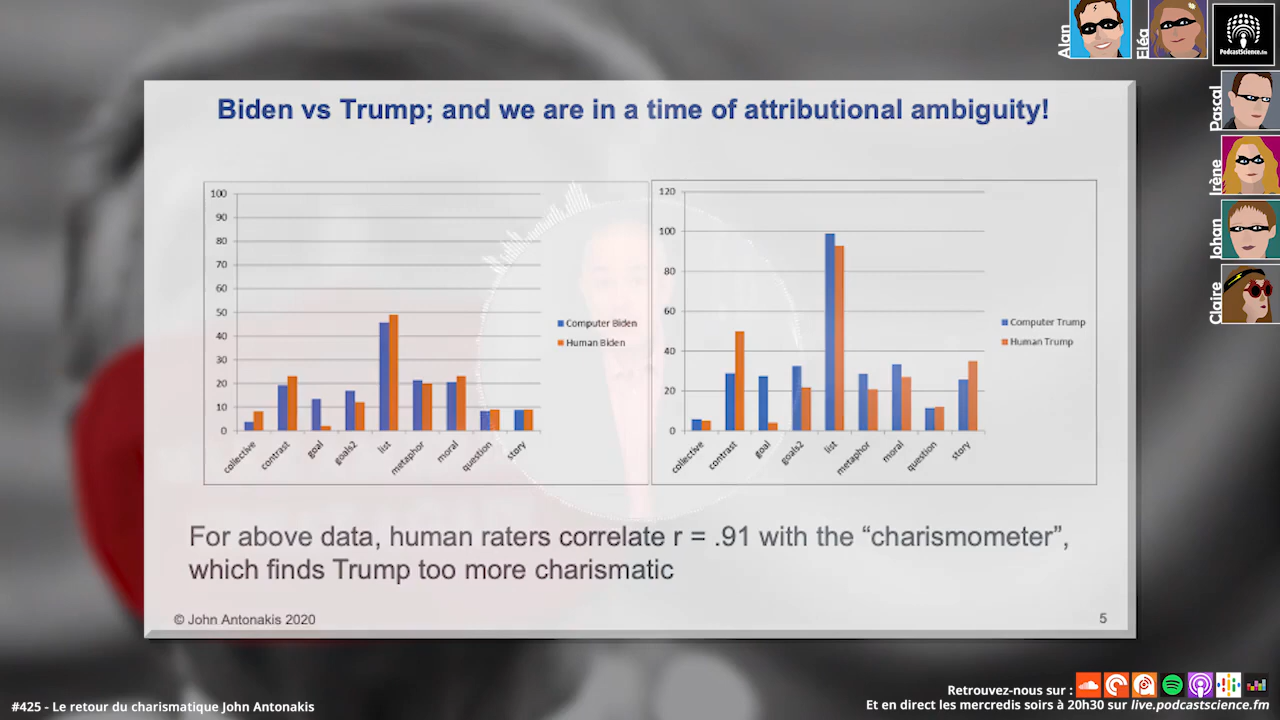 Alan
Eléa
PodcastScience.fm
Pascal
Irène
Johan
Claire
Biden vs Trump; and we are in a time of attributional ambiguity!
100
90
80
70
60
50
40
30
20
10
0
collective
contrast
goal
goals2
list
metaphor
moral
question
story
Computer Biden
Human Biden
120
100
80
60
40
20
0
collective
contrast
goal
goals2
list
metaphor
moral
question
story
Computer Trump
Human Trump
For above data, human raters correlate r = .91 with the “charismometer”,
which finds Trump too more charismatic
© John Antonakis 2020
5
#425 - Le retour du charismatique John Antonakis
Retrouvez-nous sur :
Et en direct les mercredis soirs à 20h30 sur live.podcastscience.fm